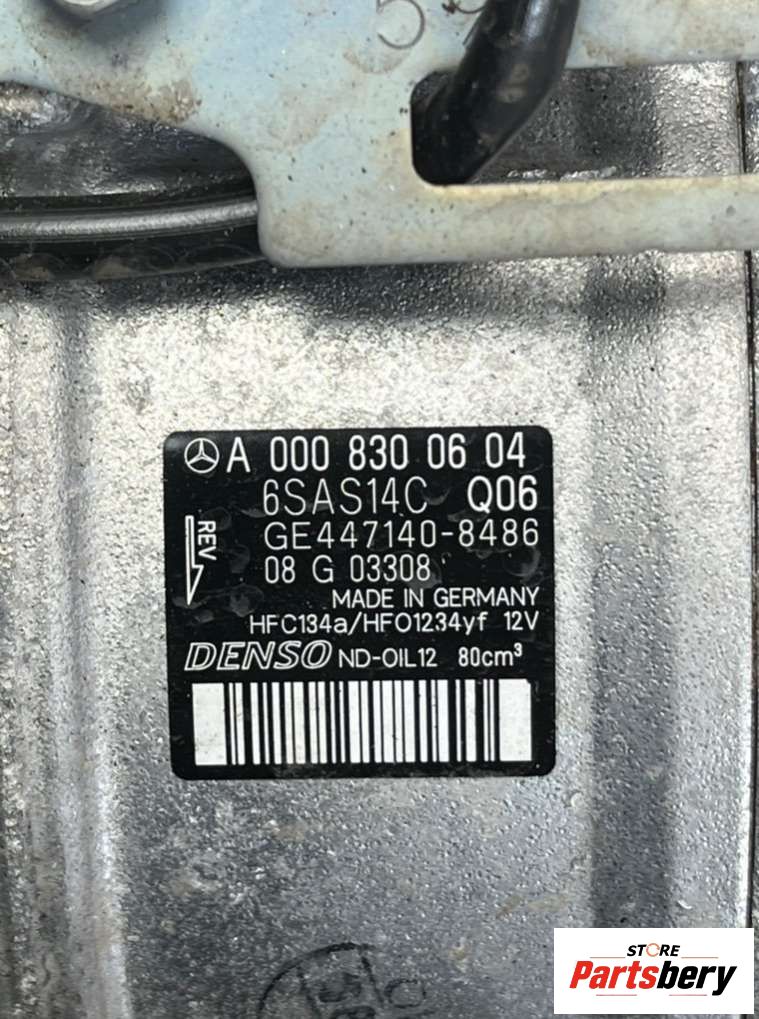 59
A 000 830 06 04
6SAS14C Q06
REV
GE447140-8486
08 G 03308
MADE IN GERMANY
HFC134a/HFO1234yf 12V
DENSO ND-OIL12 80cm³
STORE
Partsbery